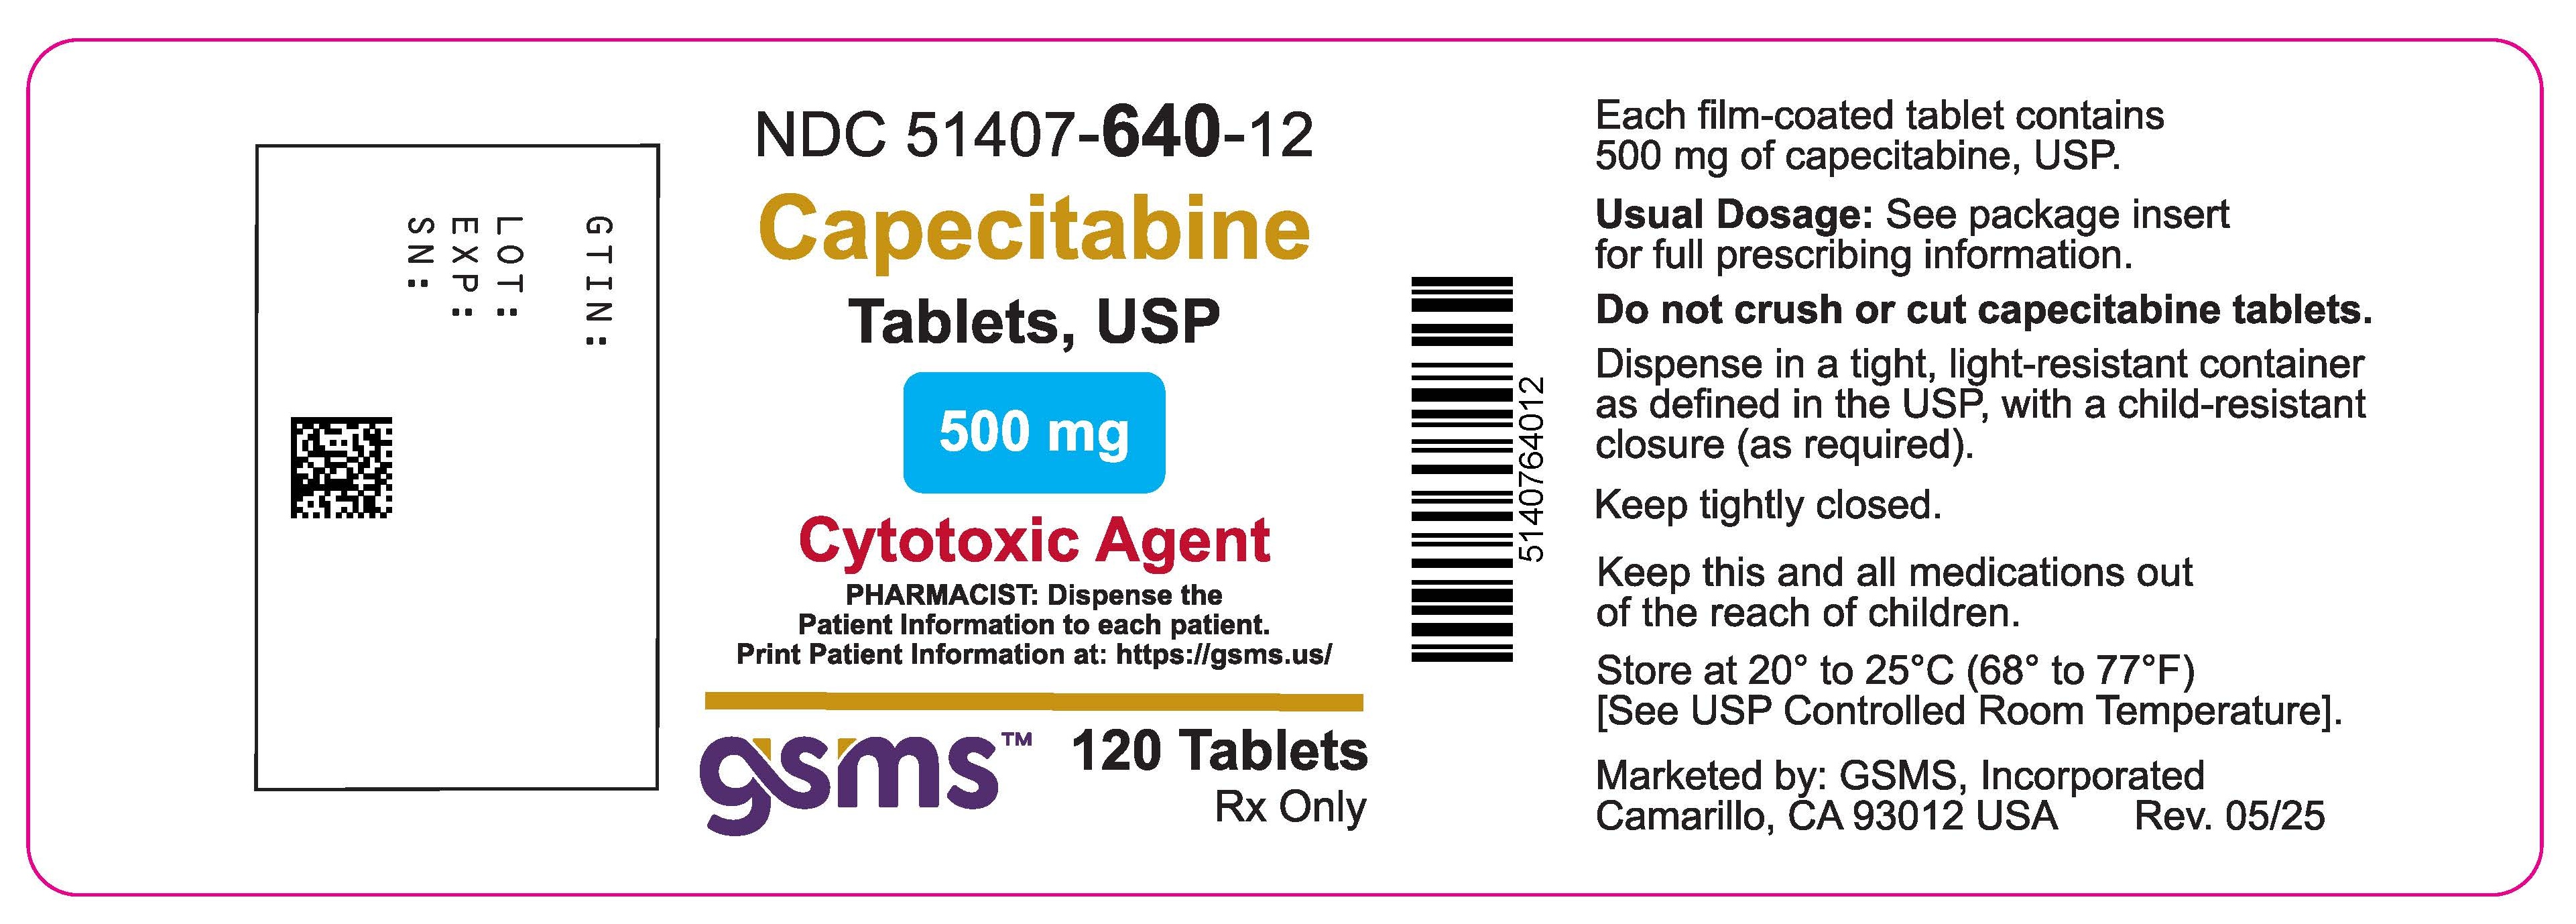 GTIN:
LOT:
EXP:
SN:
NDC 51407-640-12
Capecitabine
Tablets, USP
500 mg
Cytotoxic Agent
PHARMACIST: Dispense the
Patient Information to each patient.
Print Patient Information at: https://gsms.us/
gsms™
120 Tablets
Rx Only
5140764012
Each film-coated tablet contains
500 mg of capecitabine, USP.
Usual Dosage: See package insert
for full prescribing information.
Do not crush or cut capecitabine tablets.
Dispense in a tight, light-resistant container
as defined in the USP, with a child-resistant
closure (as required).
Keep tightly closed.
Keep this and all medications out
of the reach of children.
Store at 20° to 25°C (68° to 77°F)
[See USP Controlled Room Temperature].
Marketed by: GSMS, Incorporated
Camarillo, CA 93012 USA Rev. 05/25